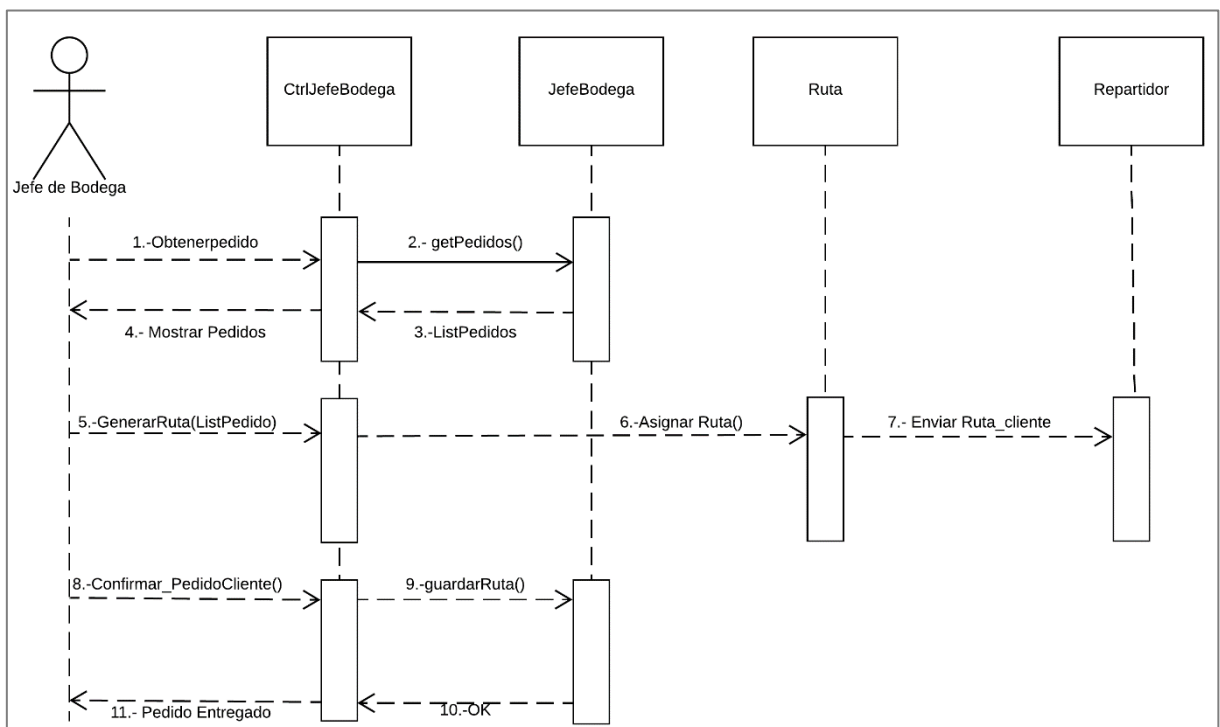 CtrlJefeBodega
JefeBodega
Ruta
Repartidor
Jefe de Bodega
1.-Obtenerpedido
2.- getPedidos()
4.- Mostrar Pedidos
3.-ListPedidos
5.-GenerarRuta(ListPedido)
6.-Asignar Ruta()
7.- Enviar Ruta_cliente
8.-Confirmar_PedidoCliente()
9.-guardarRuta()
11.- Pedido Entregado
10.-OK